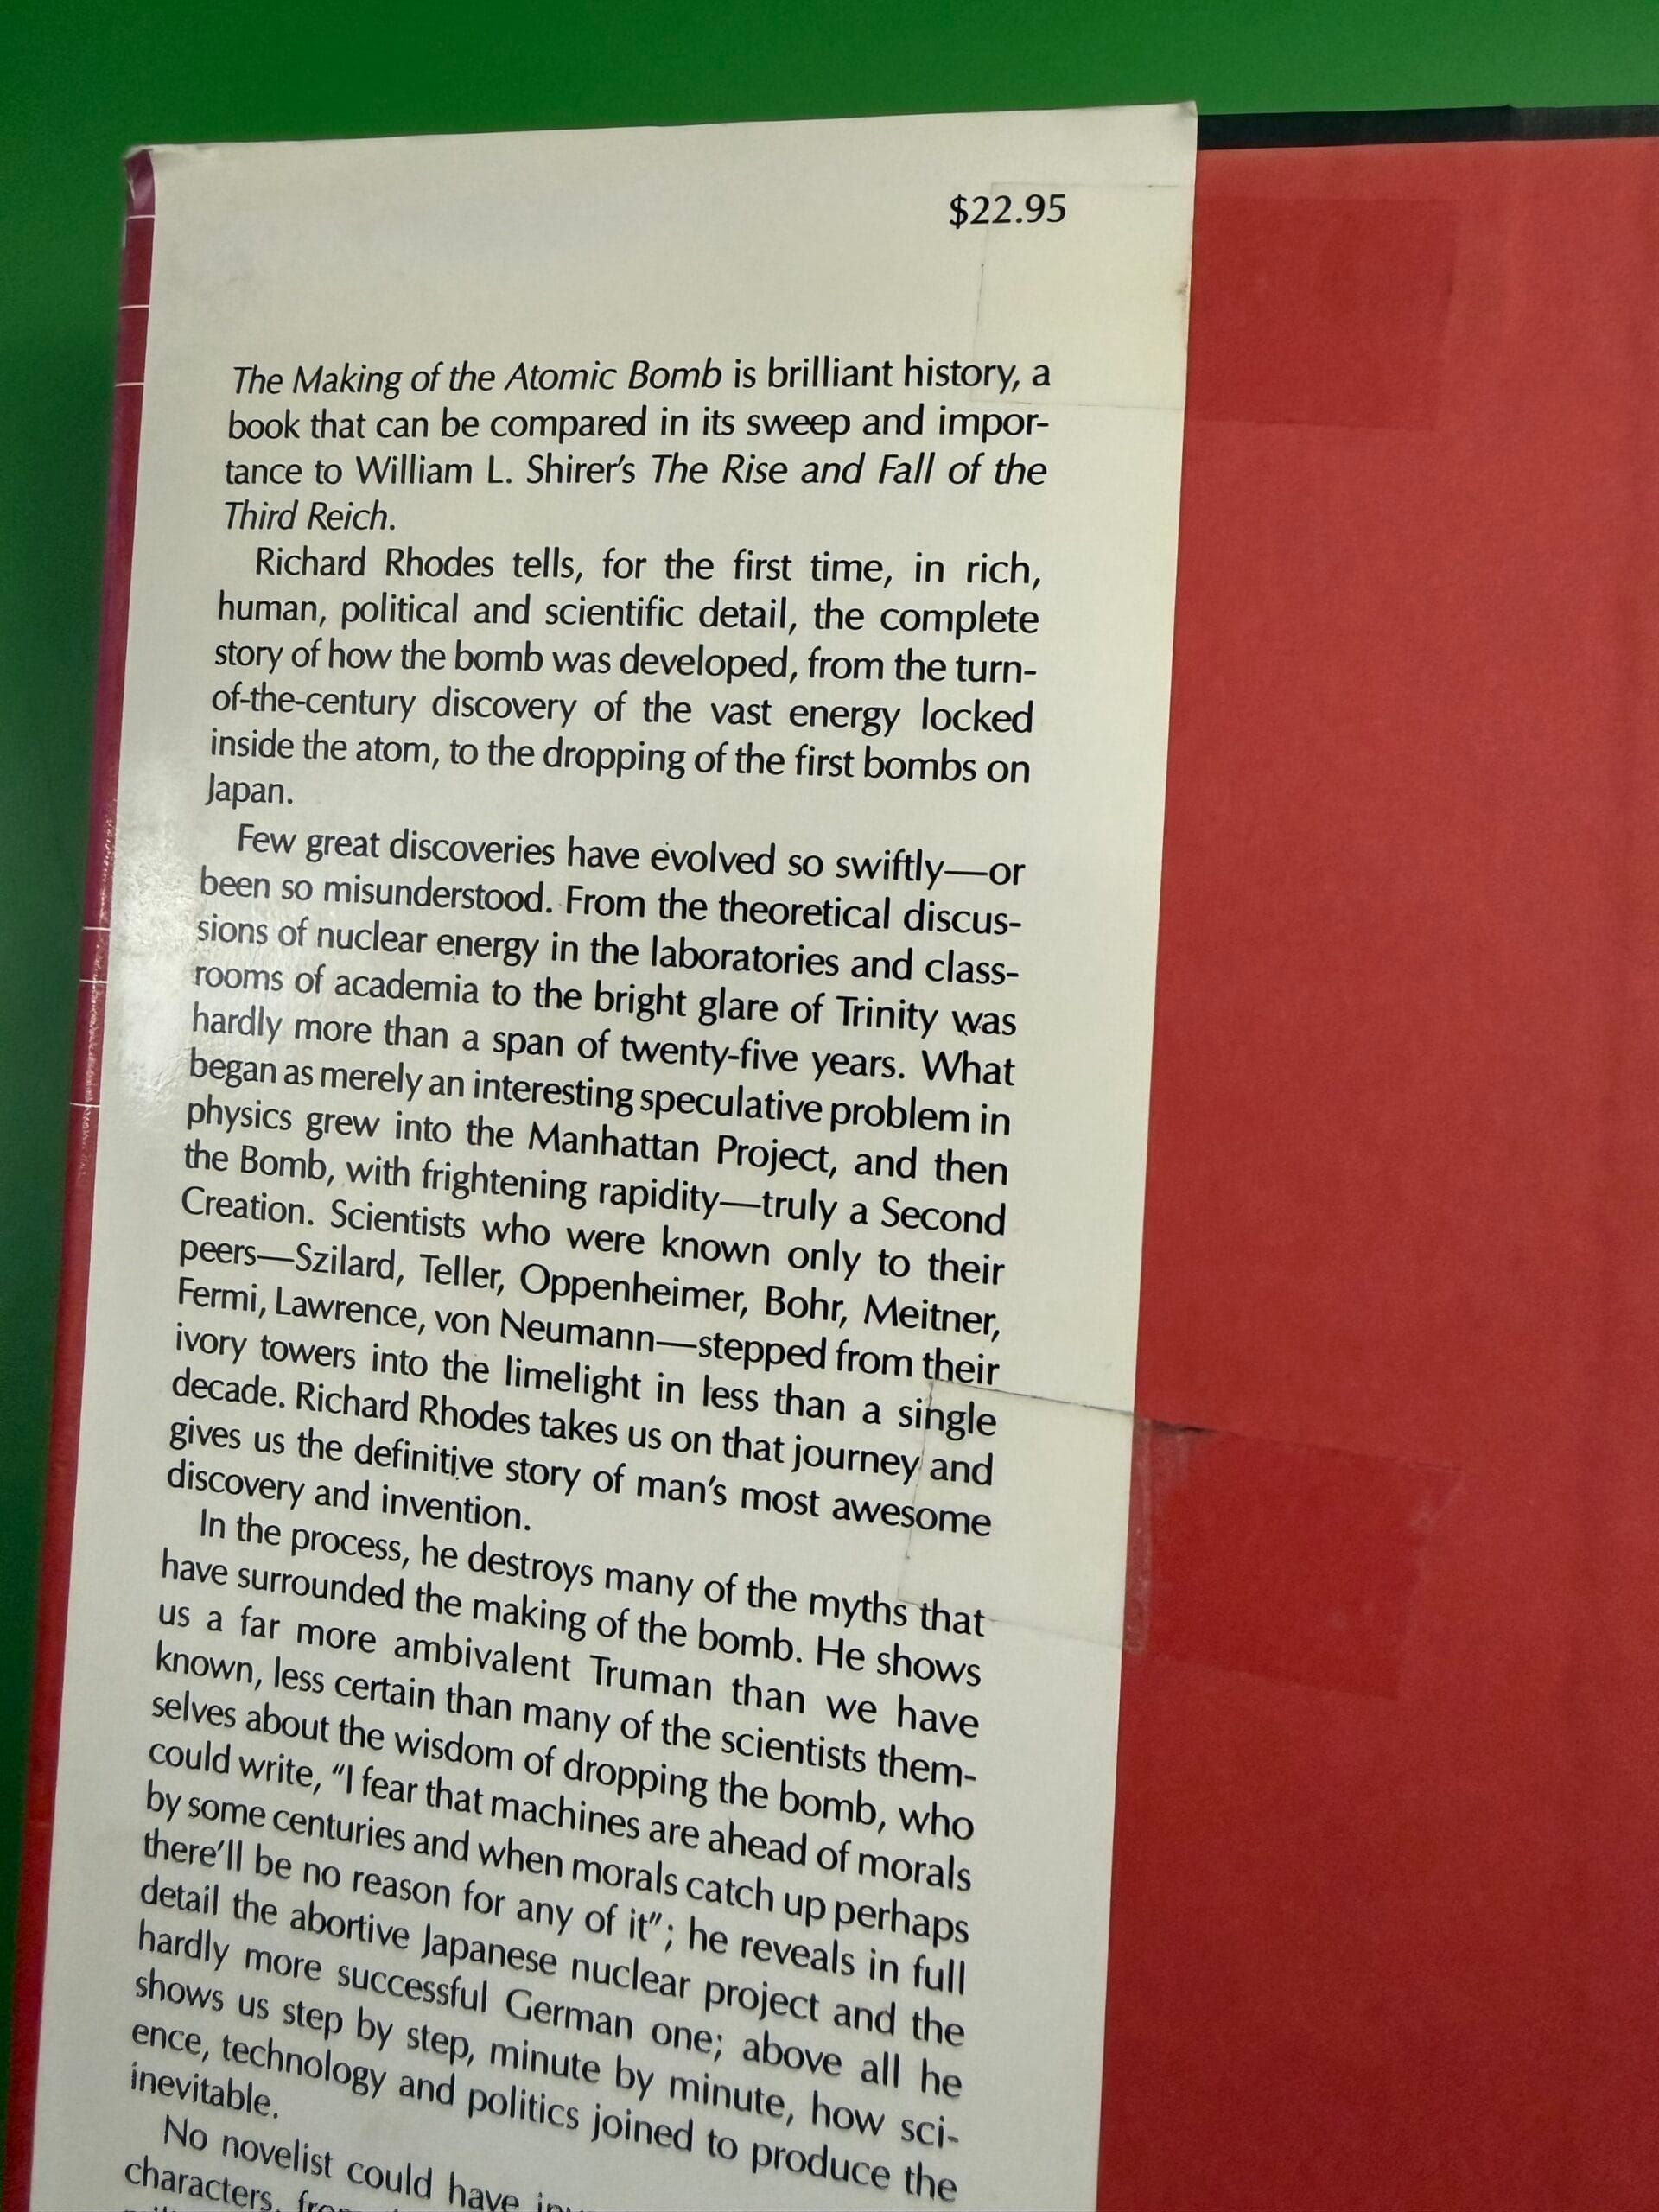 $22.95
The Making of the Atomic Bomb is brilliant history, a
book that can be compared in its sweep and impor-
tance to William L. Shirer's The Rise and Fall of the
Third Reich.
Richard Rhodes tells, for the first time, in rich,
human, political and scientific detail, the complete
story of how the bomb was developed, from the turn-
of-the-century discovery of the vast energy locked
inside the atom, to the dropping of the first bombs on
Japan.
Few great discoveries have evolved so swiftly—or
been so misunderstood. From the theoretical discus-
sions of nuclear energy in the laboratories and class-
rooms of academia to the bright glare of Trinity was
hardly more than a span of twenty-five years. What
began as merely an interesting speculative problem in
physics grew into the Manhattan Project, and then
the Bomb, with frightening rapidity—truly a Second
Creation. Scientists who were known only to their
peers—Szilard, Teller, Oppenheimer, Bohr, Meitner,
Fermi, Lawrence, von Neumann—stepped from their
ivory towers into the limelight in less than a single
decade. Richard Rhodes takes us on that journey and
gives us the definitive story of man's most awesome
discovery and invention.
In the process, he destroys many of the myths that
have surrounded the making of the bomb. He shows
us a far more ambivalent Truman than we have
known, less certain than many of the scientists them-
selves about the wisdom of dropping the bomb, who
could write, "I fear that machines are ahead of morals
by some centuries and when morals catch up perhaps
there'll be no reason for any of it"; he reveals in full
detail the abortive Japanese nuclear project and the
hardly more successful German one; above all he
shows us step by step, minute by minute, how sci-
ence, technology and politics joined to produce the
inevitable.
No novelist could have
characters,